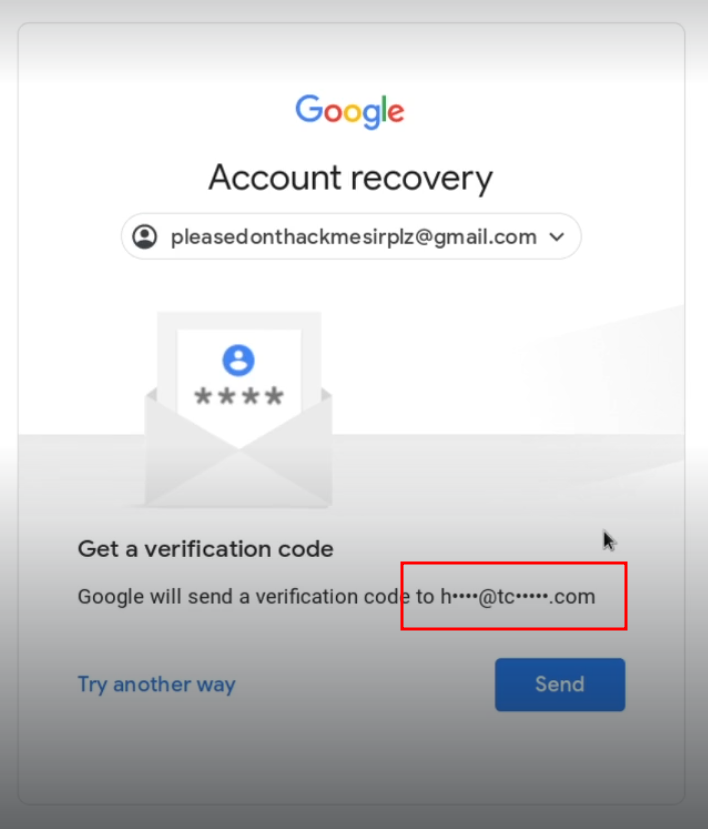 Google
Account recovery
pleasedonthackmesirplz@gmail.com
****
Get a verification code
Google will send a verification code to h••••@tc•••••.com
Try another way
Send